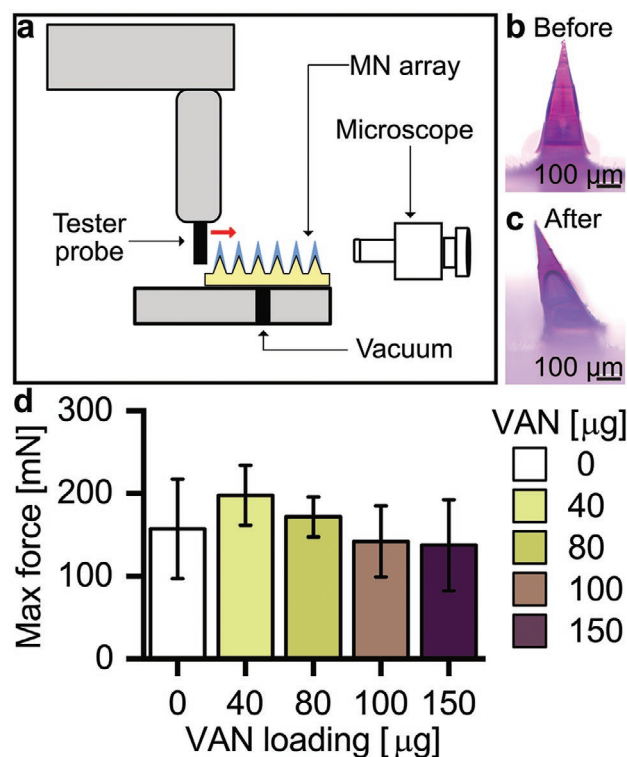 a
MN array
Microscope
Tester
probe
Vacuum
b Before
100 μm
c After
100 μm
d
Max force [mN]
300
200
100
0
0 40 80 100 150
VAN loading [μg]
VAN [μg]
0
40
80
100
150